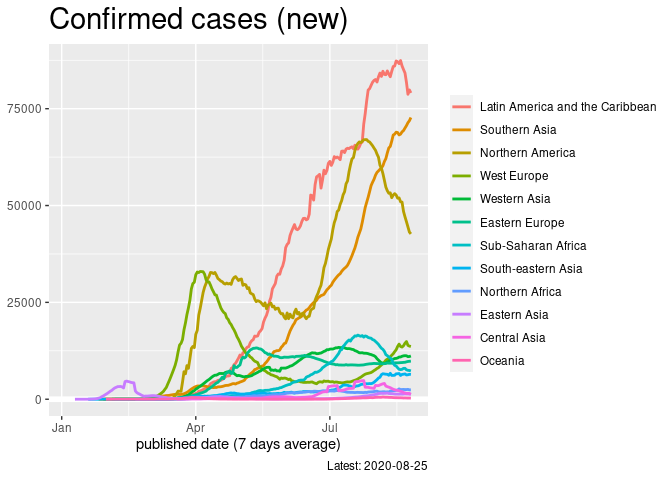 Confirmed cases (new)
75000
50000
25000
0
Jan
Apr
Jul
published date (7 days average)
Latest: 2020-08-25
Latin America and the Caribbean
Southern Asia
Northern America
West Europe
Western Asia
Eastern Europe
Sub-Saharan Africa
South-eastern Asia
Northern Africa
Eastern Asia
Central Asia
Oceania